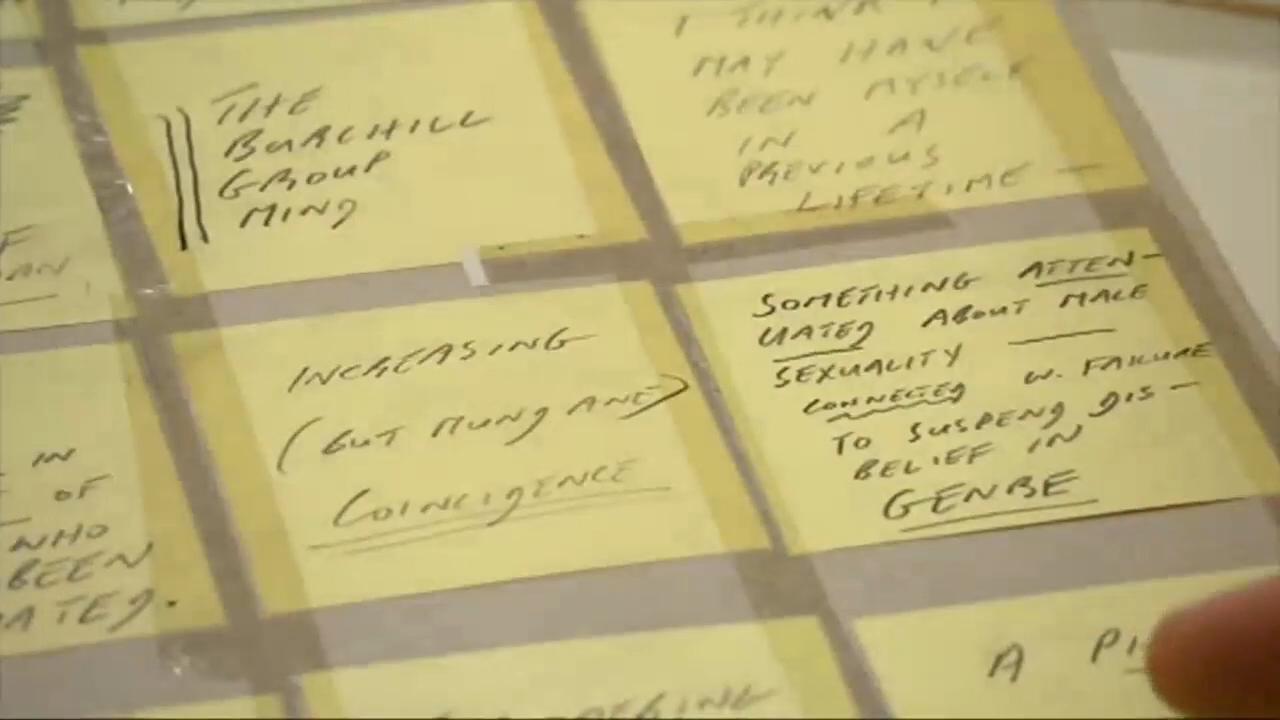 THE
BURCHILL
GROUP
MIND
I THINK I
MAY HAVE
BEEN MYSELF
IN A
PREVIOUS
LIFETIME —
INCREASING
(BUT MUNDANE)
COINCIDENCE
SOMETHING ATTEN-
UATED ABOUT MALE
SEXUALITY —
CONNECTED W. FAILURE
TO SUSPEND DIS-
BELIEF IN
GENRE
IN
OF
WHO
BEEN
A